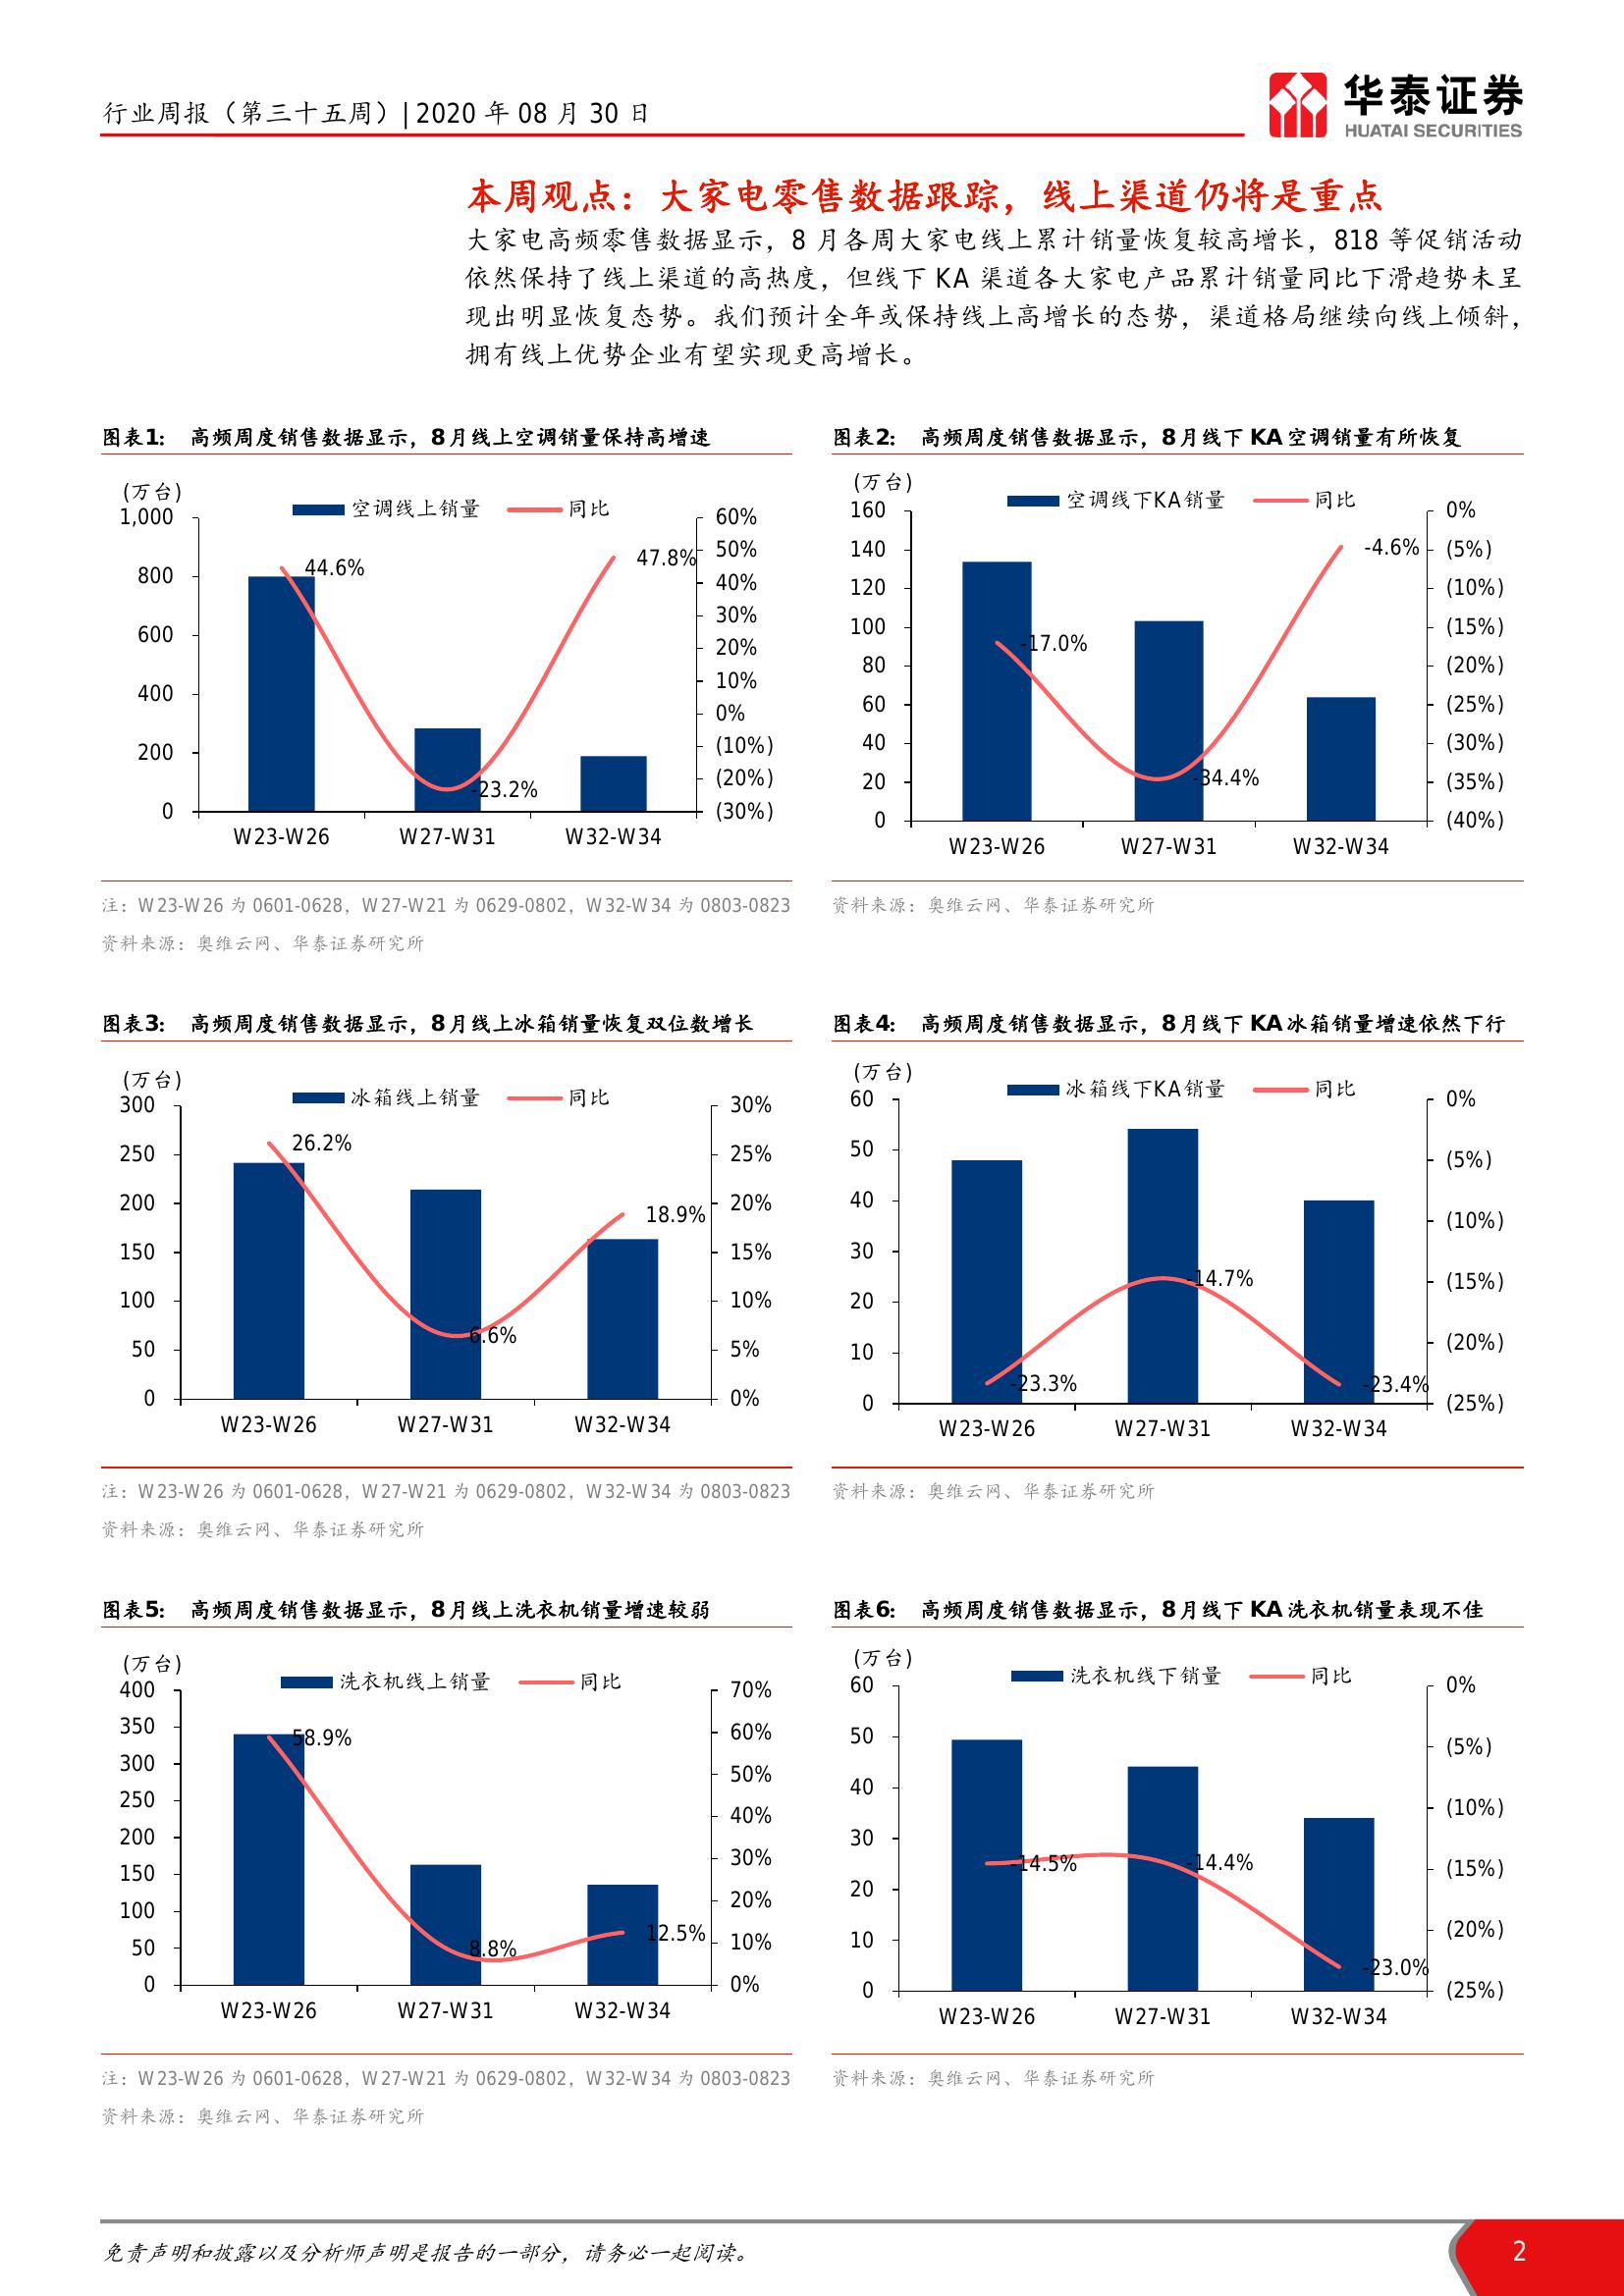 行业周报（第三十五周）| 2020 年 08 月 30 日
华泰证券
HUATAI SECURITIES
本周观点：大家电零售数据跟踪，线上渠道仍将是重点
大家电高频零售数据显示，8 月各周大家电线上累计销量恢复较高增长，818 等促销活动
依然保持了线上渠道的高热度，但线下 KA 渠道各大家电产品累计销量同比下滑趋势未呈
现出明显恢复态势。我们预计全年或保持线上高增长的态势，渠道格局继续向线上倾斜，
拥有线上优势企业有望实现更高增长。
图表1： 高频周度销售数据显示，8月线上空调销量保持高增速
(万台)
空调线上销量 同比
1,000
800
600
400
200
0
60%
50%
40%
30%
20%
10%
0%
(10%)
(20%)
(30%)
44.6%
-23.2%
47.8%
W23-W26 W27-W31 W32-W34
注：W23-W26 为 0601-0628，W27-W21 为 0629-0802，W32-W34 为 0803-0823
资料来源：奥维云网、华泰证券研究所
图表2： 高频周度销售数据显示，8月线下 KA 空调销量有所恢复
(万台)
空调线下KA销量 同比
160
140
120
100
80
60
40
20
0
0%
(5%)
(10%)
(15%)
(20%)
(25%)
(30%)
(35%)
(40%)
-17.0%
-34.4%
-4.6%
W23-W26 W27-W31 W32-W34
资料来源：奥维云网、华泰证券研究所
图表3： 高频周度销售数据显示，8月线上冰箱销量恢复双位数增长
(万台)
冰箱线上销量 同比
300
250
200
150
100
50
0
30%
25%
20%
15%
10%
5%
0%
26.2%
6.6%
18.9%
W23-W26 W27-W31 W32-W34
注：W23-W26 为 0601-0628，W27-W21 为 0629-0802，W32-W34 为 0803-0823
资料来源：奥维云网、华泰证券研究所
图表4： 高频周度销售数据显示，8月线下 KA 冰箱销量增速依然下行
(万台)
冰箱线下KA销量 同比
60
50
40
30
20
10
0
0%
(5%)
(10%)
(15%)
(20%)
(25%)
-23.3%
-14.7%
-23.4%
W23-W26 W27-W31 W32-W34
资料来源：奥维云网、华泰证券研究所
图表5： 高频周度销售数据显示，8月线上洗衣机销量增速较弱
(万台)
洗衣机线上销量 同比
400
350
300
250
200
150
100
50
0
70%
60%
50%
40%
30%
20%
10%
0%
58.9%
8.8%
12.5%
W23-W26 W27-W31 W32-W34
注：W23-W26 为 0601-0628，W27-W21 为 0629-0802，W32-W34 为 0803-0823
资料来源：奥维云网、华泰证券研究所
图表6： 高频周度销售数据显示，8月线下 KA 洗衣机销量表现不佳
(万台)
洗衣机线下销量 同比
60
50
40
30
20
10
0
0%
(5%)
(10%)
(15%)
(20%)
(25%)
-14.5%
-14.4%
-23.0%
W23-W26 W27-W31 W32-W34
资料来源：奥维云网、华泰证券研究所
免责声明和披露以及分析师声明是报告的一部分，请务必一起阅读。
2